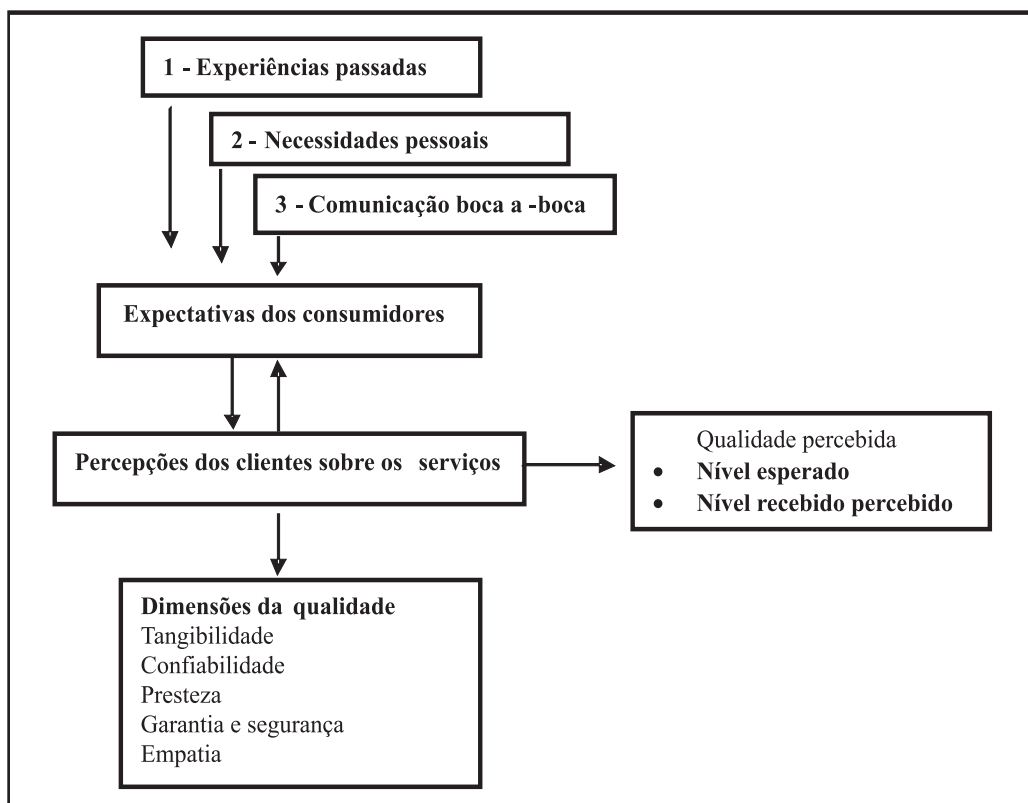 1 - Experiências passadas
2 - Necessidades pessoais
3 - Comunicação boca a -boca
Expectativas dos consumidores
Percepções dos clientes sobre os serviços
Qualidade percebida
• Nível esperado
• Nível recebido percebido
Dimensões da qualidade
Tangibilidade
Confiabilidade
Presteza
Garantia e segurança
Empatia